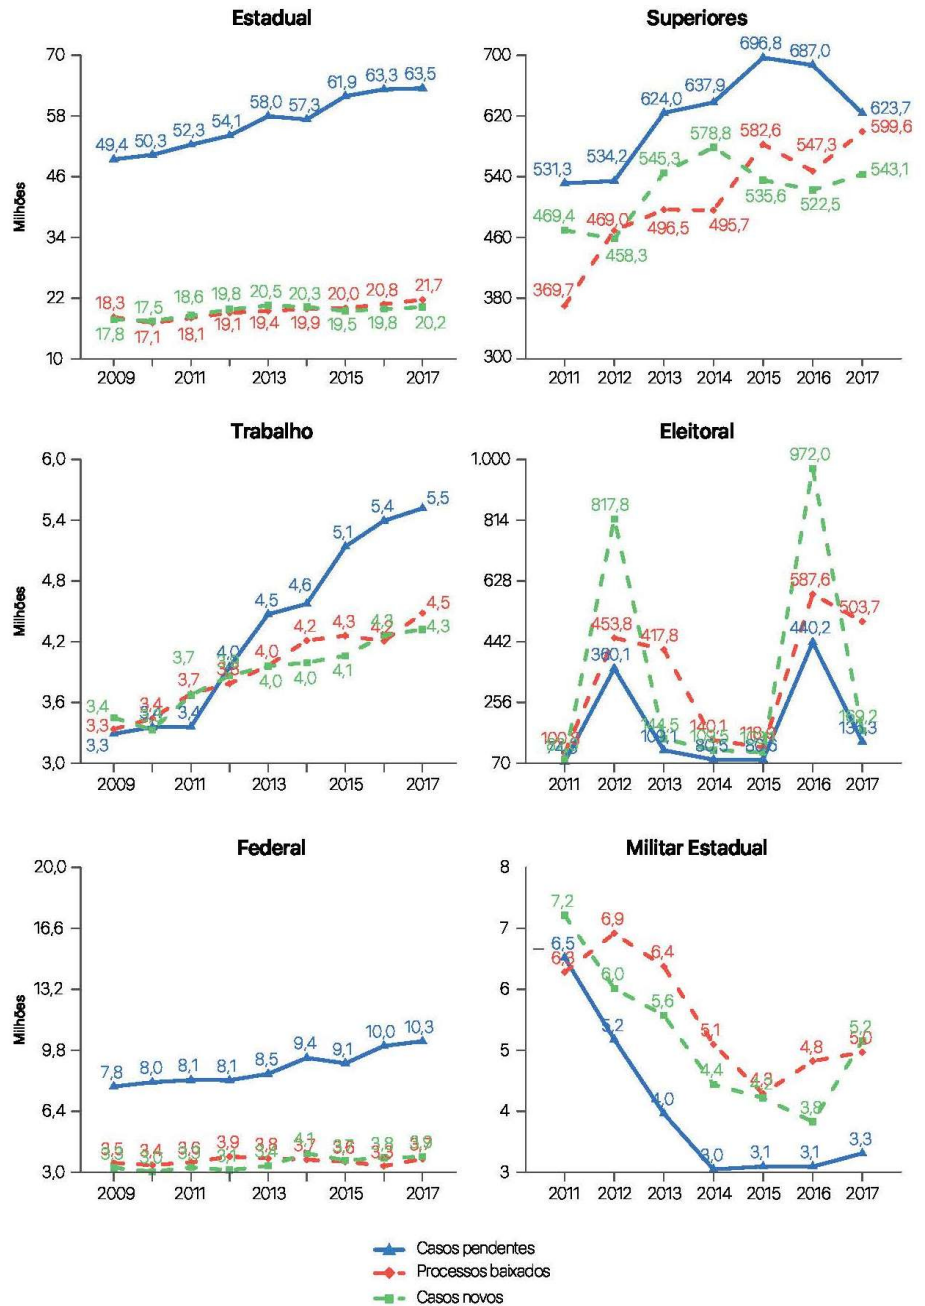 Estadual
70
58
46
34
22
10
Milhões
49,4 50,3 52,3 54,1 58,0 57,3 61,9 63,3 63,5
18,3 17,5 18,6 19,8 20,5 20,3 20,0 20,8 21,7
17,8 17,1 18,1 19,1 19,4 19,9 19,5 19,8 20,2
2009 2011 2013 2015 2017
Superiores
700
620
540
460
380
300
531,3 534,2 624,0 637,9 696,8 687,0 623,7
469,4 458,3 545,3 578,8 535,6 522,5 543,1
369,7 469,0 496,5 495,7 582,6 547,3 599,6
2011 2012 2013 2014 2015 2016 2017
Trabalho
6,0
5,4
4,8
4,2
3,6
3,0
Milhões
3,3 3,4 4,0 4,5 4,6 5,1 5,4 5,5
3,3 3,4 3,7 4,0 4,2 4,3 4,2 4,5
3,4 3,7 4,0 4,0 4,1 4,3 4,3
2009 2011 2013 2015 2017
Eleitoral
1.000
814
628
442
256
70
817,8 972,0
453,8 417,8 140,1 587,6 503,7
360,1 440,2
2011 2012 2013 2014 2015 2016 2017
Federal
20,0
16,6
13,2
9,8
6,4
3,0
Milhões
7,8 8,0 8,1 8,1 8,5 9,4 9,1 10,0 10,3
3,5 3,4 3,6 3,9 3,8 3,7 3,6 3,3 3,9
4,1 3,8
2009 2011 2013 2015 2017
Militar Estadual
8
7
6
5
4
3
7,2 6,0 5,6 4,4 4,2 3,8 5,2
6,3 6,9 6,4 5,1 4,3 4,8 5,0
6,5 5,2 4,0 3,0 3,1 3,1 3,3
2011 2012 2013 2014 2015 2016 2017
Casos pendentes
Processos baixados
Casos novos